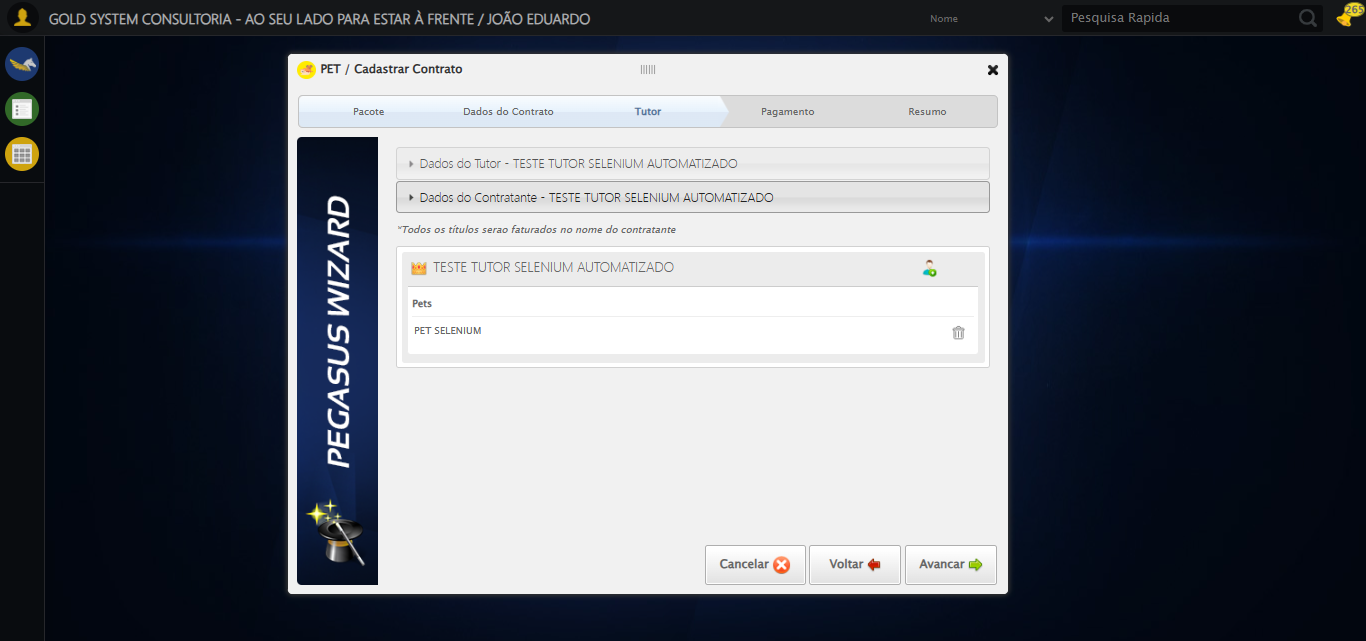 GOLD SYSTEM CONSULTORIA - AO SEU LADO PARA ESTAR À FRENTE / JOÃO EDUARDO
Nome
Pesquisa Rapida
265
PET / Cadastrar Contrato
Pacote
Dados do Contrato
Tutor
Pagamento
Resumo
PEGASUS WIZARD
Dados do Tutor - TESTE TUTOR SELENIUM AUTOMATIZADO
Dados do Contratante - TESTE TUTOR SELENIUM AUTOMATIZADO
*Todos os títulos serao faturados no nome do contratante
TESTE TUTOR SELENIUM AUTOMATIZADO
Pets
PET SELENIUM
Cancelar
Voltar
Avancar